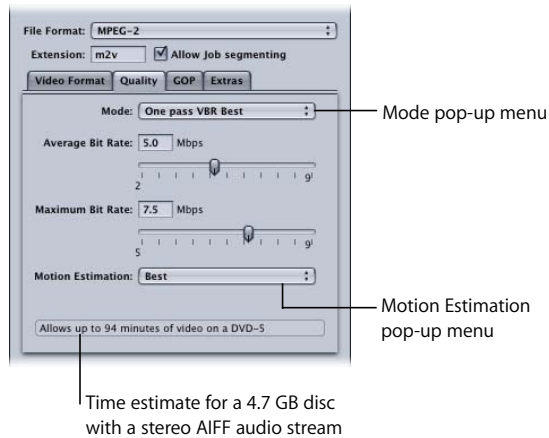 File Format: MPEG-2
Extension: m2v Allow Job segmenting
Video Format Quality GOP Extras
Mode: One pass VBR Best
Mode pop-up menu
Average Bit Rate: 5.0 Mbps
2 9
Maximum Bit Rate: 7.5 Mbps
5 9
Motion Estimation: Best
Motion Estimation
pop-up menu
Allows up to 94 minutes of video on a DVD-5
Time estimate for a 4.7 GB disc
with a stereo AIFF audio stream